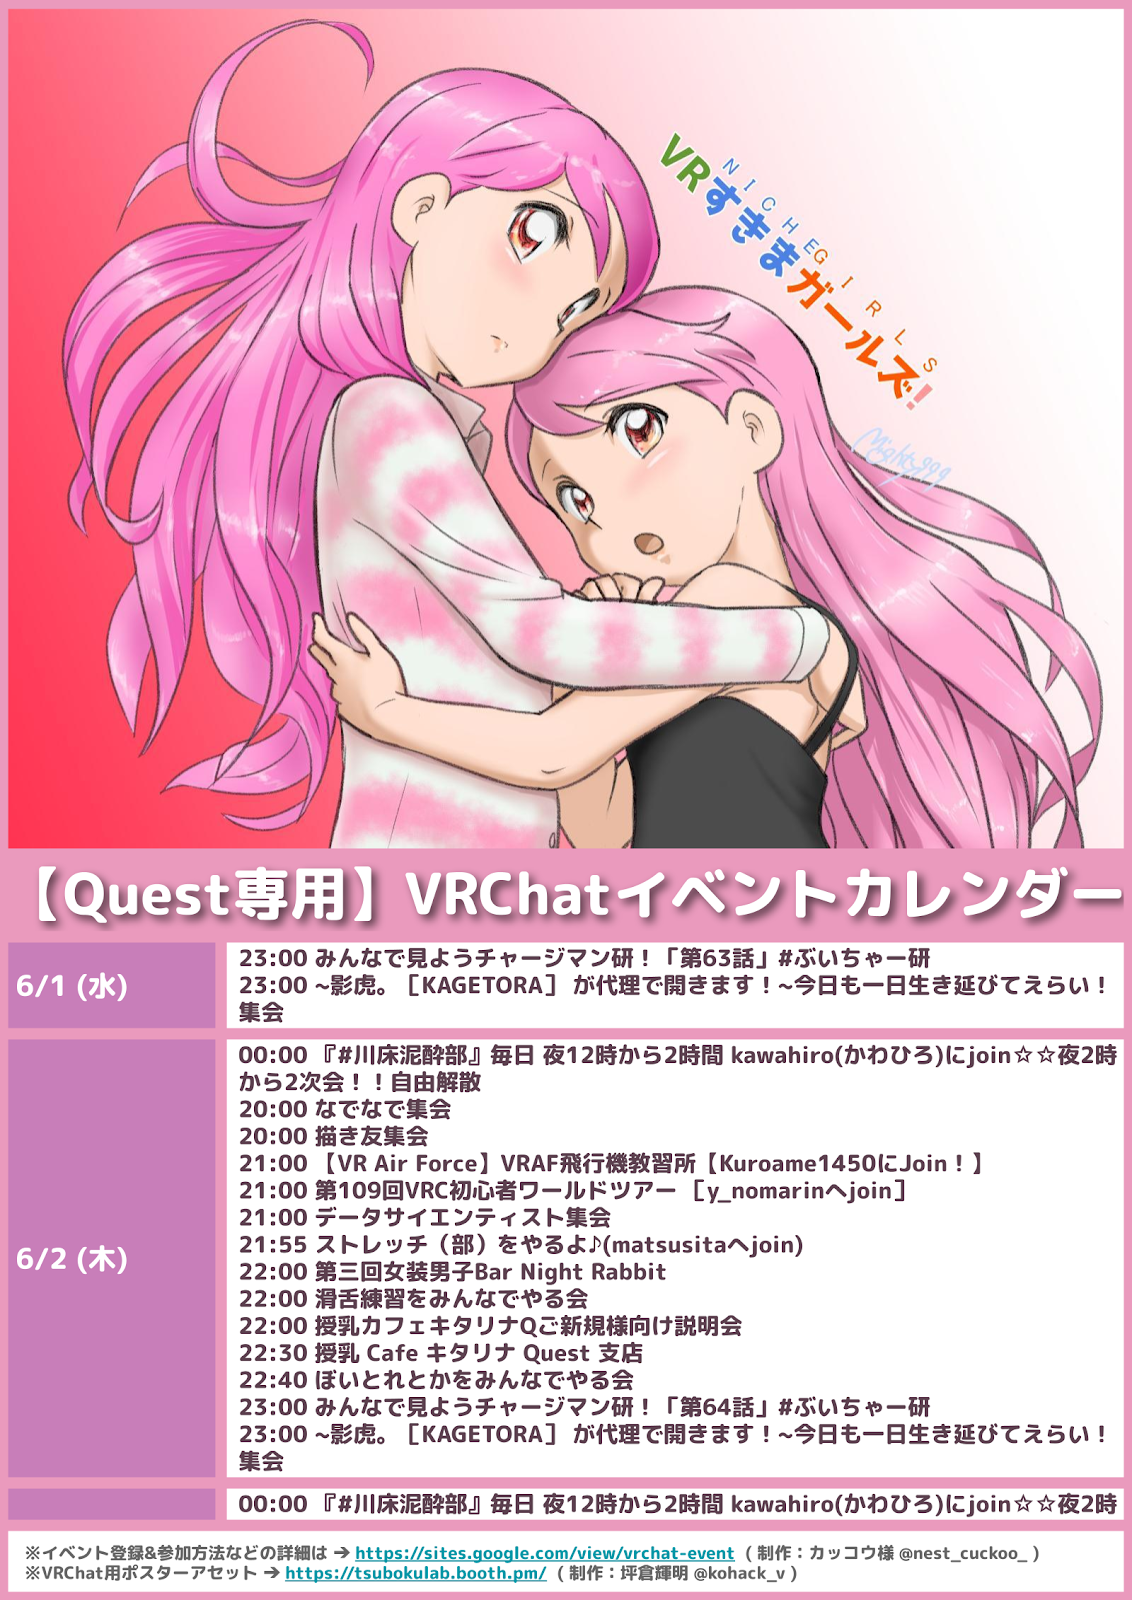 NICHE GIRLS
VRすきまガールズ!
Mighty999
【Quest専用】VRChatイベントカレンダー
6/1 (水)
23:00 みんなで見ようチャージマン研！「第63話」#ぶいちゃー研
23:00 ~影虎。［KAGETORA］ が代理で開きます！~今日も一日生き延びてえらい！
集会
6/2 (木)
00:00 『#川床泥酔部』毎日 夜12時から2時間 kawahiro(かわひろ)にjoin☆☆夜2時
から2次会！！自由解散
20:00 なでなで集会
20:00 描き友集会
21:00 【VR Air Force】VRAF飛行機教習所【Kuroame1450にJoin！】
21:00 第109回VRC初心者ワールドツアー ［y_nomarinへjoin］
21:00 データサイエンティスト集会
21:55 ストレッチ（部）をやるよ♪(matsusitaへjoin)
22:00 第三回女装男子Bar Night Rabbit
22:00 滑舌練習をみんなでやる会
22:00 授乳カフェキタリナQご新規様向け説明会
22:30 授乳 Cafe キタリナ Quest 支店
22:40 ぼいとれとかをみんなでやる会
23:00 みんなで見ようチャージマン研！「第64話」#ぶいちゃー研
23:00 ~影虎。［KAGETORA］ が代理で開きます！~今日も一日生き延びてえらい！
集会
00:00 『#川床泥酔部』毎日 夜12時から2時間 kawahiro(かわひろ)にjoin☆☆夜2時
※イベント登録&参加方法などの詳細は → https://sites.google.com/view/vrchat-event ( 制作：カッコウ様 @nest_cuckoo_ )
※VRChat用ポスターアセット → https://tsubokulab.booth.pm/ ( 制作：坪倉輝明 @kohack_v )